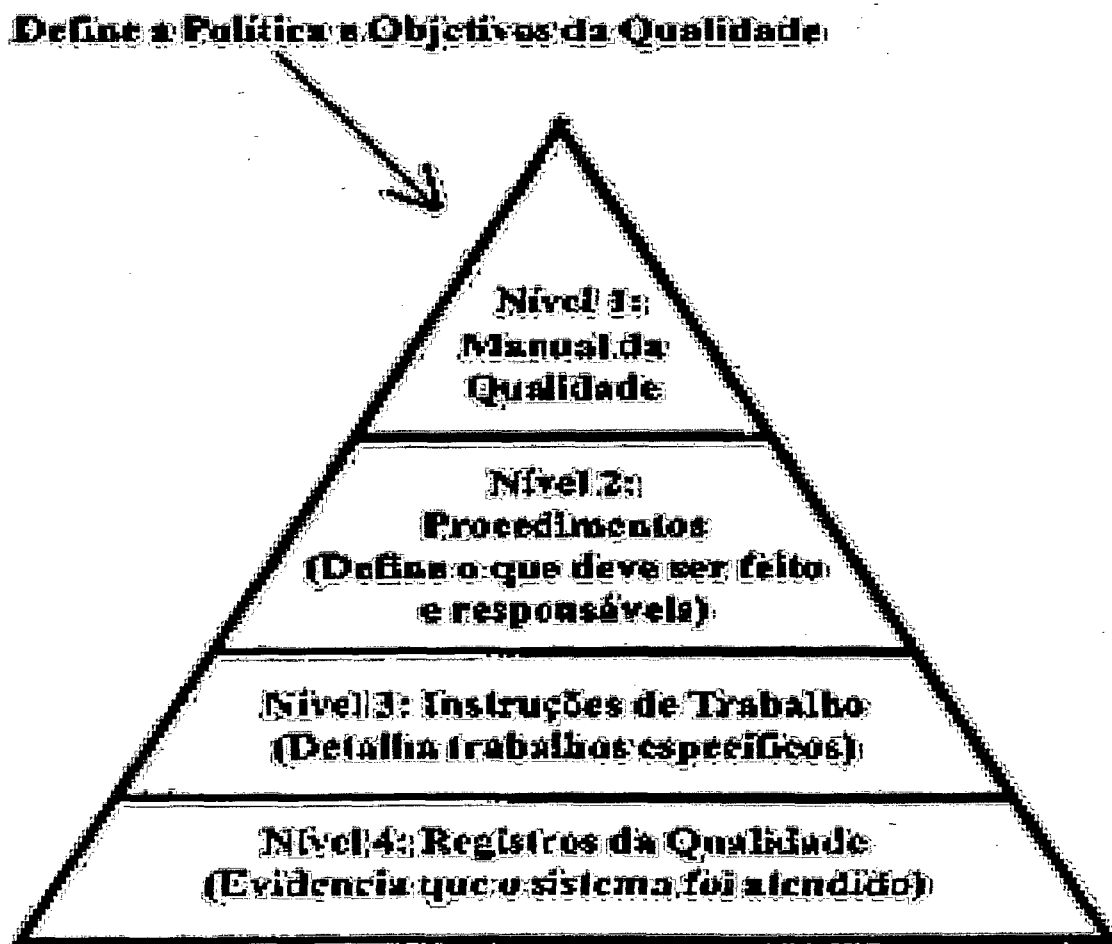 Define a Política e Objetivos da Qualidade
Nível 1:
Manual da
Qualidade
Nível 2:
Procedimentos
(Define o que deve ser feito
e responsáveis)
Nível 3: Instruções de Trabalho
(Detalha trabalhos específicos)
Nível 4: Registros da Qualidade
(Evidencia que o sistema foi atendido)